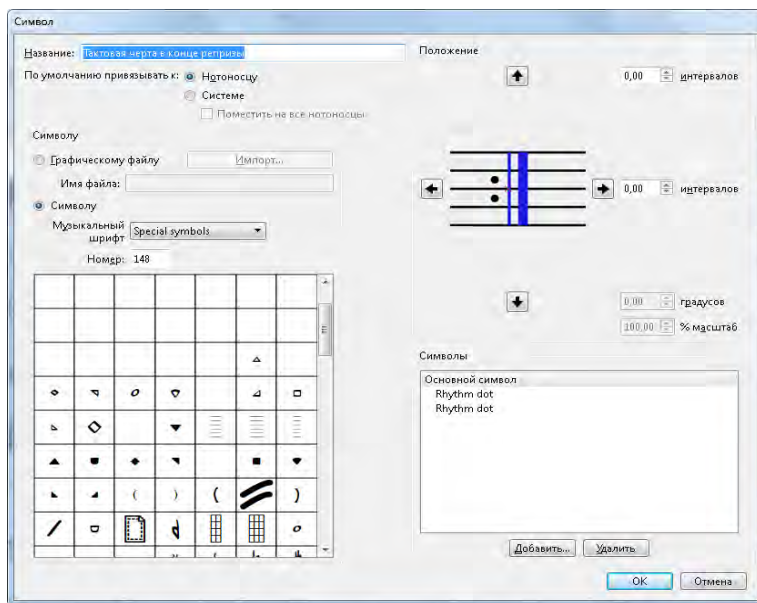 Символ
Название: Тактовая черта в конце репризы
По умолчанию привязывать к: Нотоносцу
Системе
Поместить на все нотоносцы
Символу
Графическому файлу Импорт...
Имя файла:
Символу
Музыкальный шрифт Special symbols
Номер: 148
Положение
0,00 интервалов
0,00 интервалов
0,00 градусов
100,00 % масштаб
Символы
Основной символ
Rhythm dot
Rhythm dot
Добавить... Удалить
OK Отмена